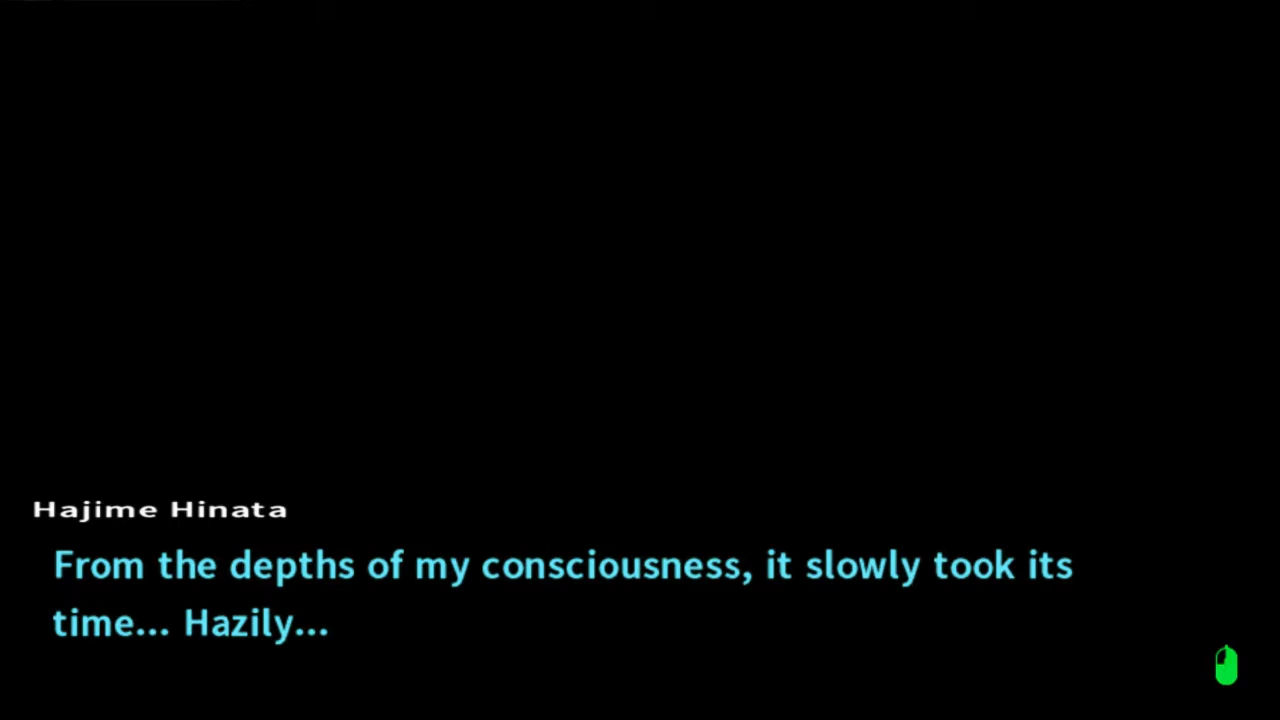 Hajime Hinata
From the depths of my consciousness, it slowly took its
time... Hazily...